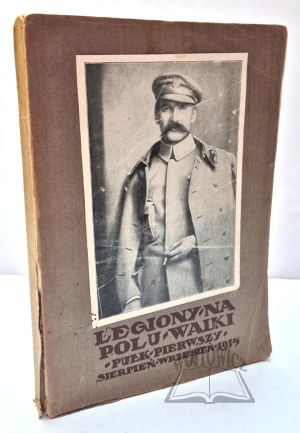 LEGIONY·NA
POLU·WALKI
·PUŁK·PIERWSZY·
SIERPIEŃ-WRZESIEŃ·1914